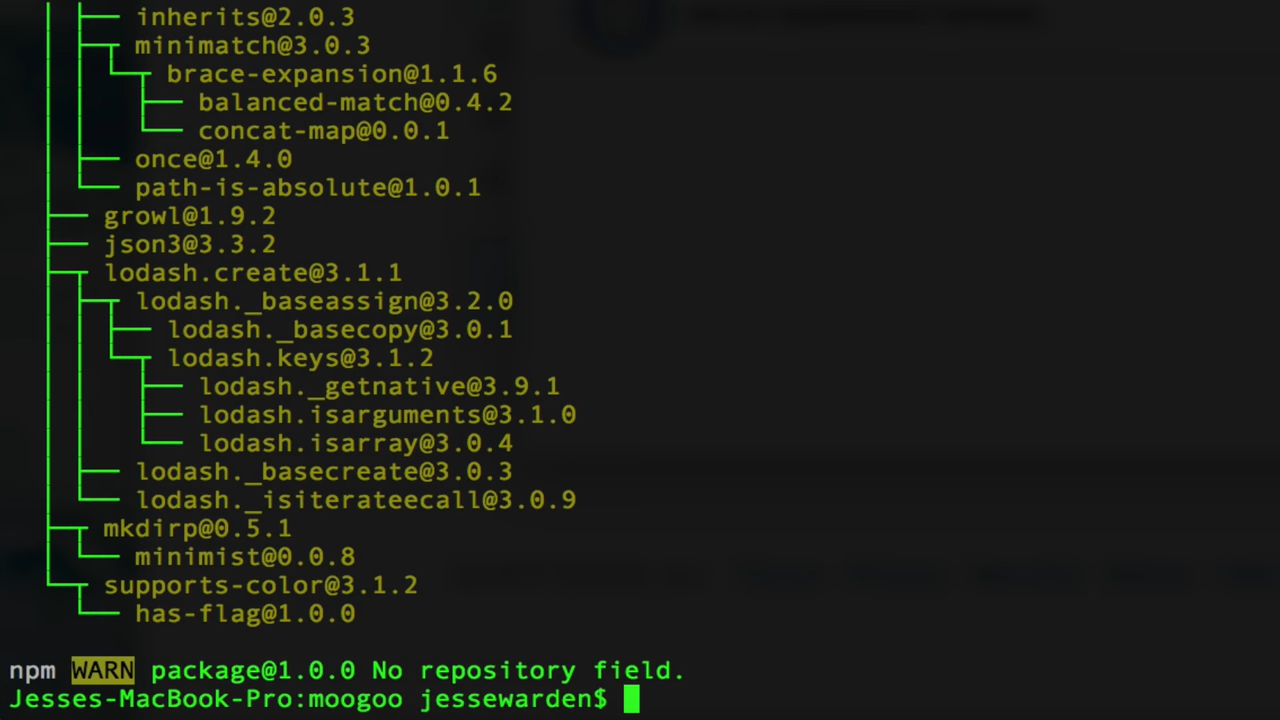 inherits@2.0.3
minimatch@3.0.3
brace-expansion@1.1.6
balanced-match@0.4.2
concat-map@0.0.1
once@1.4.0
path-is-absolute@1.0.1
growl@1.9.2
json3@3.3.2
lodash.create@3.1.1
lodash._baseassign@3.2.0
lodash._basecopy@3.0.1
lodash.keys@3.1.2
lodash._getnative@3.9.1
lodash.isarguments@3.1.0
lodash.isarray@3.0.4
lodash._basecreate@3.0.3
lodash._isiterateecall@3.0.9
mkdirp@0.5.1
minimist@0.0.8
supports-color@3.1.2
has-flag@1.0.0
npm WARN package@1.0.0 No repository field.
Jesses-MacBook-Pro:moogoo jessewarden$